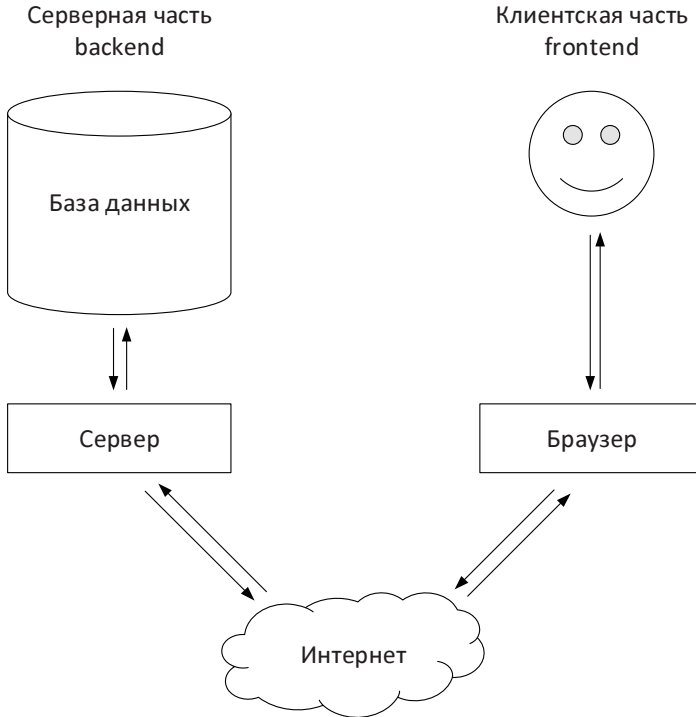 Серверная часть
backend
Клиентская часть
frontend
База данных
Сервер
Браузер
Интернет